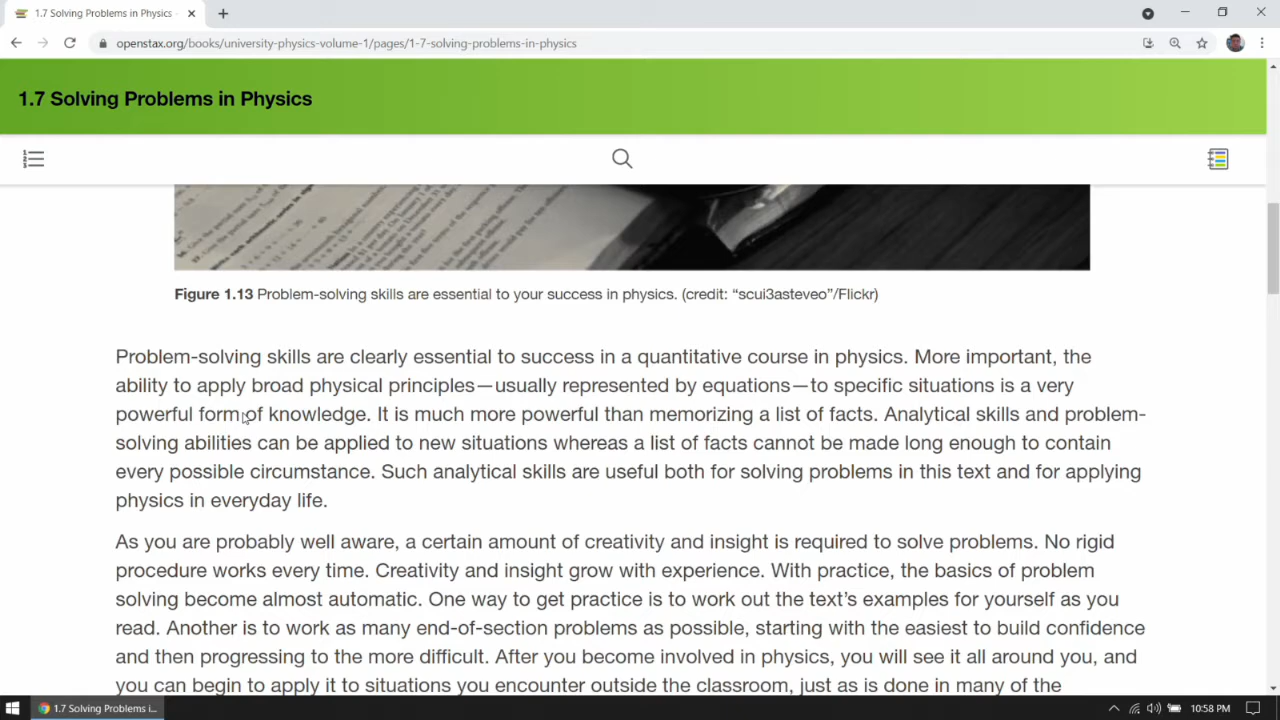 1.7 Solving Problems in Physics
openstax.org/books/university-physics-volume-1/pages/1-7-solving-problems-in-physics
1.7 Solving Problems in Physics
Figure 1.13 Problem-solving skills are essential to your success in physics. (credit: “scui3asteveo”/Flickr)
Problem-solving skills are clearly essential to success in a quantitative course in physics. More important, the
ability to apply broad physical principles—usually represented by equations—to specific situations is a very
powerful form of knowledge. It is much more powerful than memorizing a list of facts. Analytical skills and problem-
solving abilities can be applied to new situations whereas a list of facts cannot be made long enough to contain
every possible circumstance. Such analytical skills are useful both for solving problems in this text and for applying
physics in everyday life.
As you are probably well aware, a certain amount of creativity and insight is required to solve problems. No rigid
procedure works every time. Creativity and insight grow with experience. With practice, the basics of problem
solving become almost automatic. One way to get practice is to work out the text’s examples for yourself as you
read. Another is to work as many end-of-section problems as possible, starting with the easiest to build confidence
and then progressing to the more difficult. After you become involved in physics, you will see it all around you, and
you can begin to apply it to situations you encounter outside the classroom, just as is done in many of the
1.7 Solving Problems i...
10:58 PM